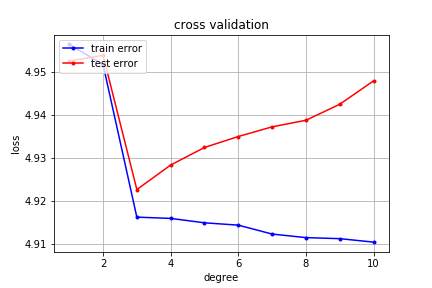 cross validation
train error
test error
4.95
4.94
4.93
4.92
4.91
loss
2
4
6
8
10
degree